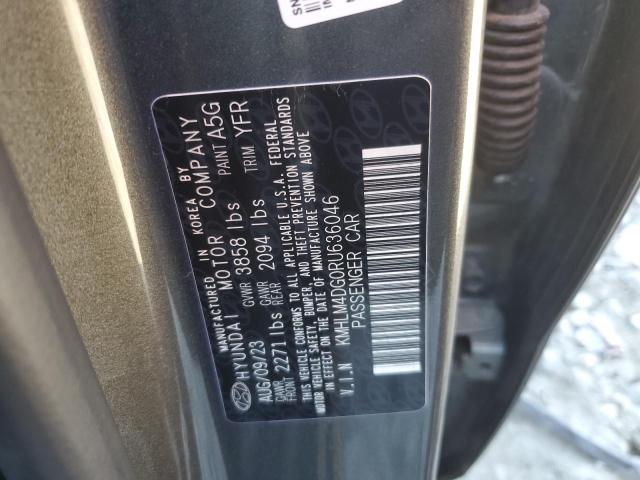 MANUFACTURED IN KOREA BY
HYUNDAI MOTOR COMPANY
AUG/09/23 GVWR 3858 lbs PAINT A5G
GAWR FRONT 2271 lbs GAWR REAR 2094 lbs TRIM YFR
THIS VEHICLE CONFORMS TO ALL APPLICABLE U.S.A. FEDERAL
MOTOR VEHICLE SAFETY, BUMPER, AND THEFT PREVENTION STANDARDS
IN EFFECT ON THE DATE OF MANUFACTURE SHOWN ABOVE
V.I.N KMHLM4DG0RU636046
PASSENGER CAR
SN